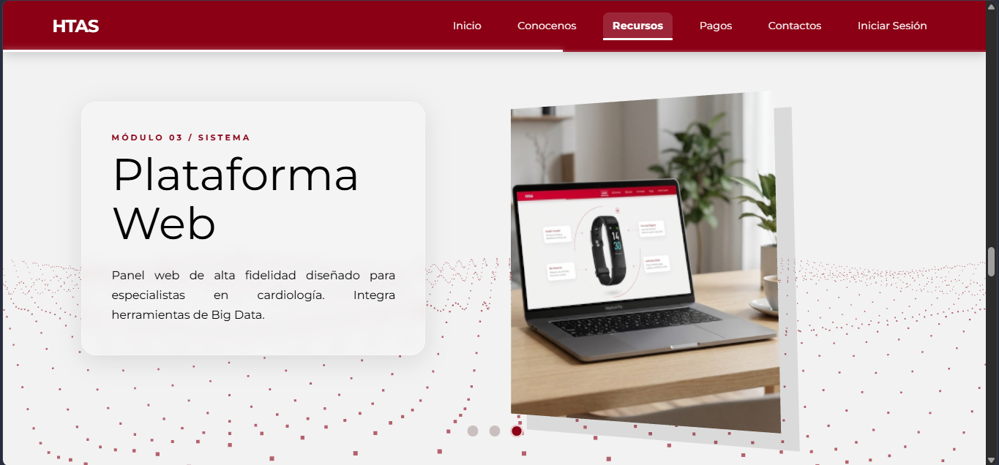 HTAS
Inicio
Conocenos
Recursos
Pagos
Contactos
Iniciar Sesión
MÓDULO 03 / SISTEMA
Plataforma
Web
Panel web de alta fidelidad diseñado para
especialistas en cardiología. Integra
herramientas de Big Data.
HTAS
14
30